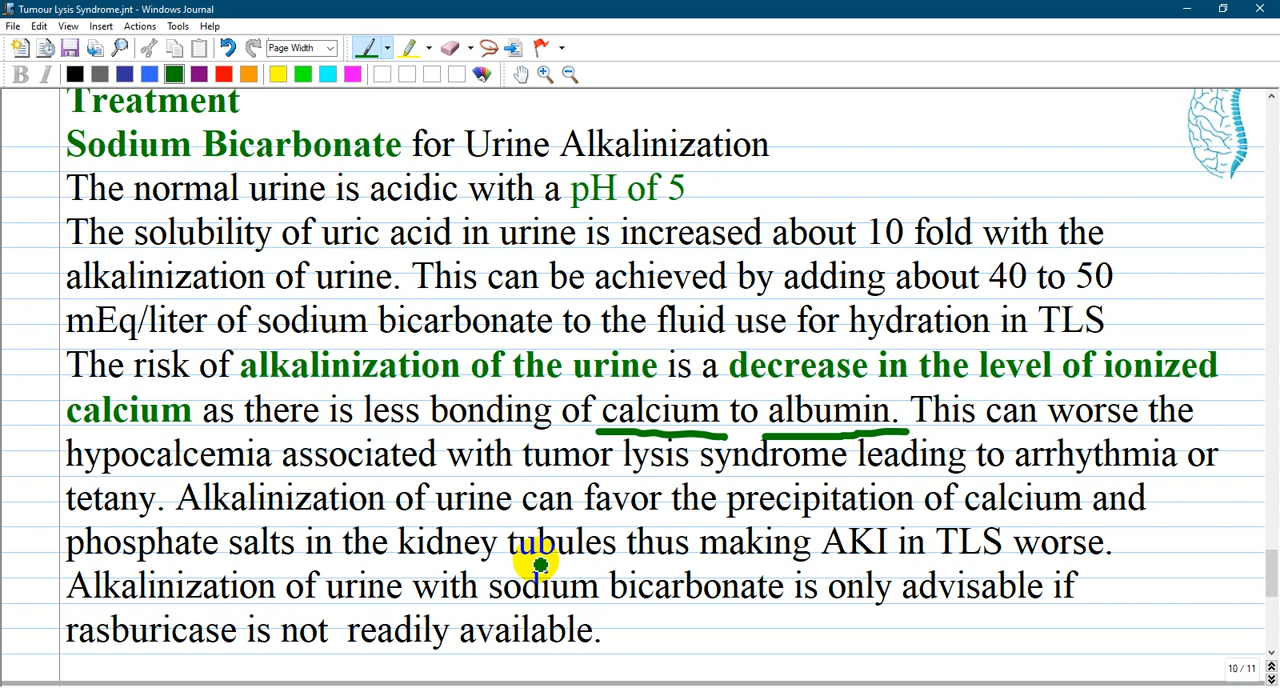 Tumour Lysis Syndrome.jnt - Windows Journal
File Edit View Insert Actions Tools Help
Page Width
B I
Treatment
Sodium Bicarbonate for Urine Alkalinization
The normal urine is acidic with a pH of 5
The solubility of uric acid in urine is increased about 10 fold with the
alkalinization of urine. This can be achieved by adding about 40 to 50
mEq/liter of sodium bicarbonate to the fluid use for hydration in TLS
The risk of alkalinization of the urine is a decrease in the level of ionized
calcium as there is less bonding of calcium to albumin. This can worse the
hypocalcemia associated with tumor lysis syndrome leading to arrhythmia or
tetany. Alkalinization of urine can favor the precipitation of calcium and
phosphate salts in the kidney tubules thus making AKI in TLS worse.
Alkalinization of urine with sodium bicarbonate is only advisable if
rasburicase is not readily available.
10 / 11